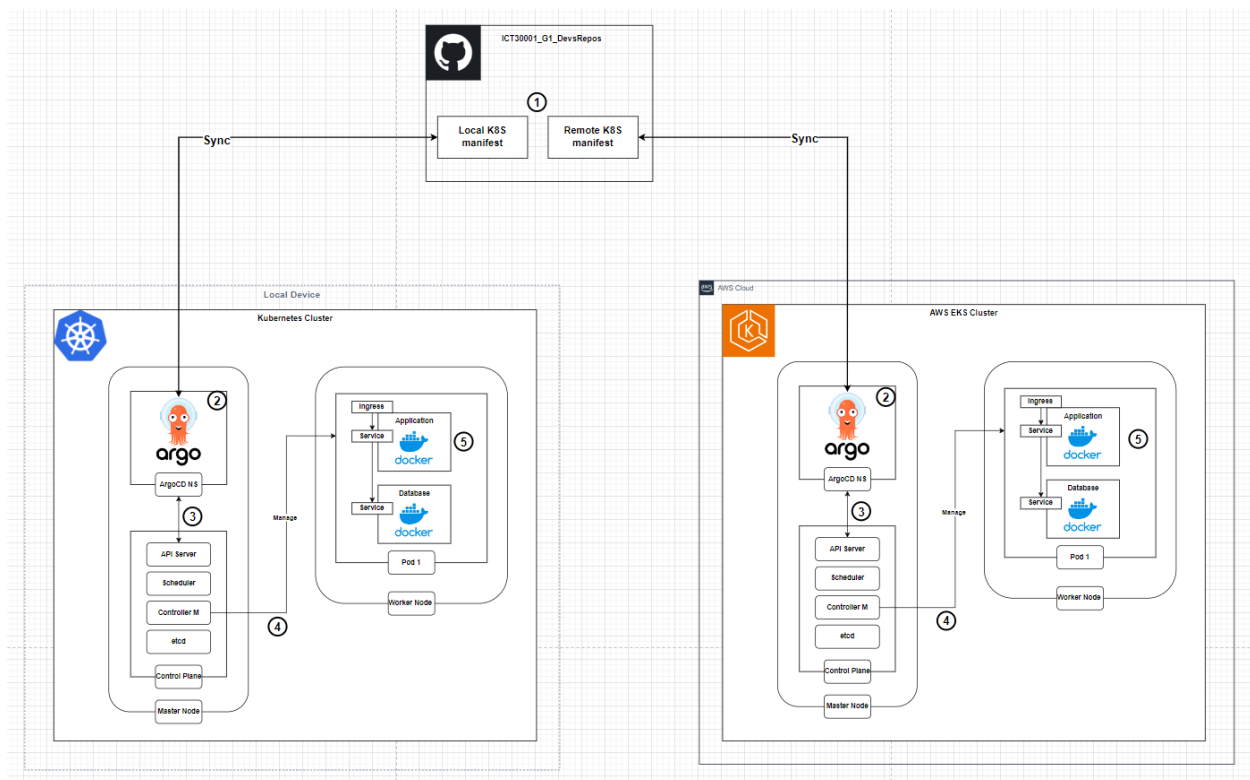 ICT30001_G1_DevsRepos
1
Local K8S
manifest
Remote K8S
manifest
Sync
Sync
Local Device
Kubernetes Cluster
2
argo
ArgoCD NS
3
API Server
Scheduler
Controller M
etcd
Control Plane
Master Node
Manage
4
Ingress
Application
Service
docker
5
Database
Service
docker
Pod 1
Worker Node
aws
AWS Cloud
AWS EKS Cluster
K
2
argo
ArgoCD NS
3
API Server
Scheduler
Controller M
etcd
Control Plane
Master Node
Manage
4
Ingress
Application
Service
docker
5
Database
Service
docker
Pod 1
Worker Node